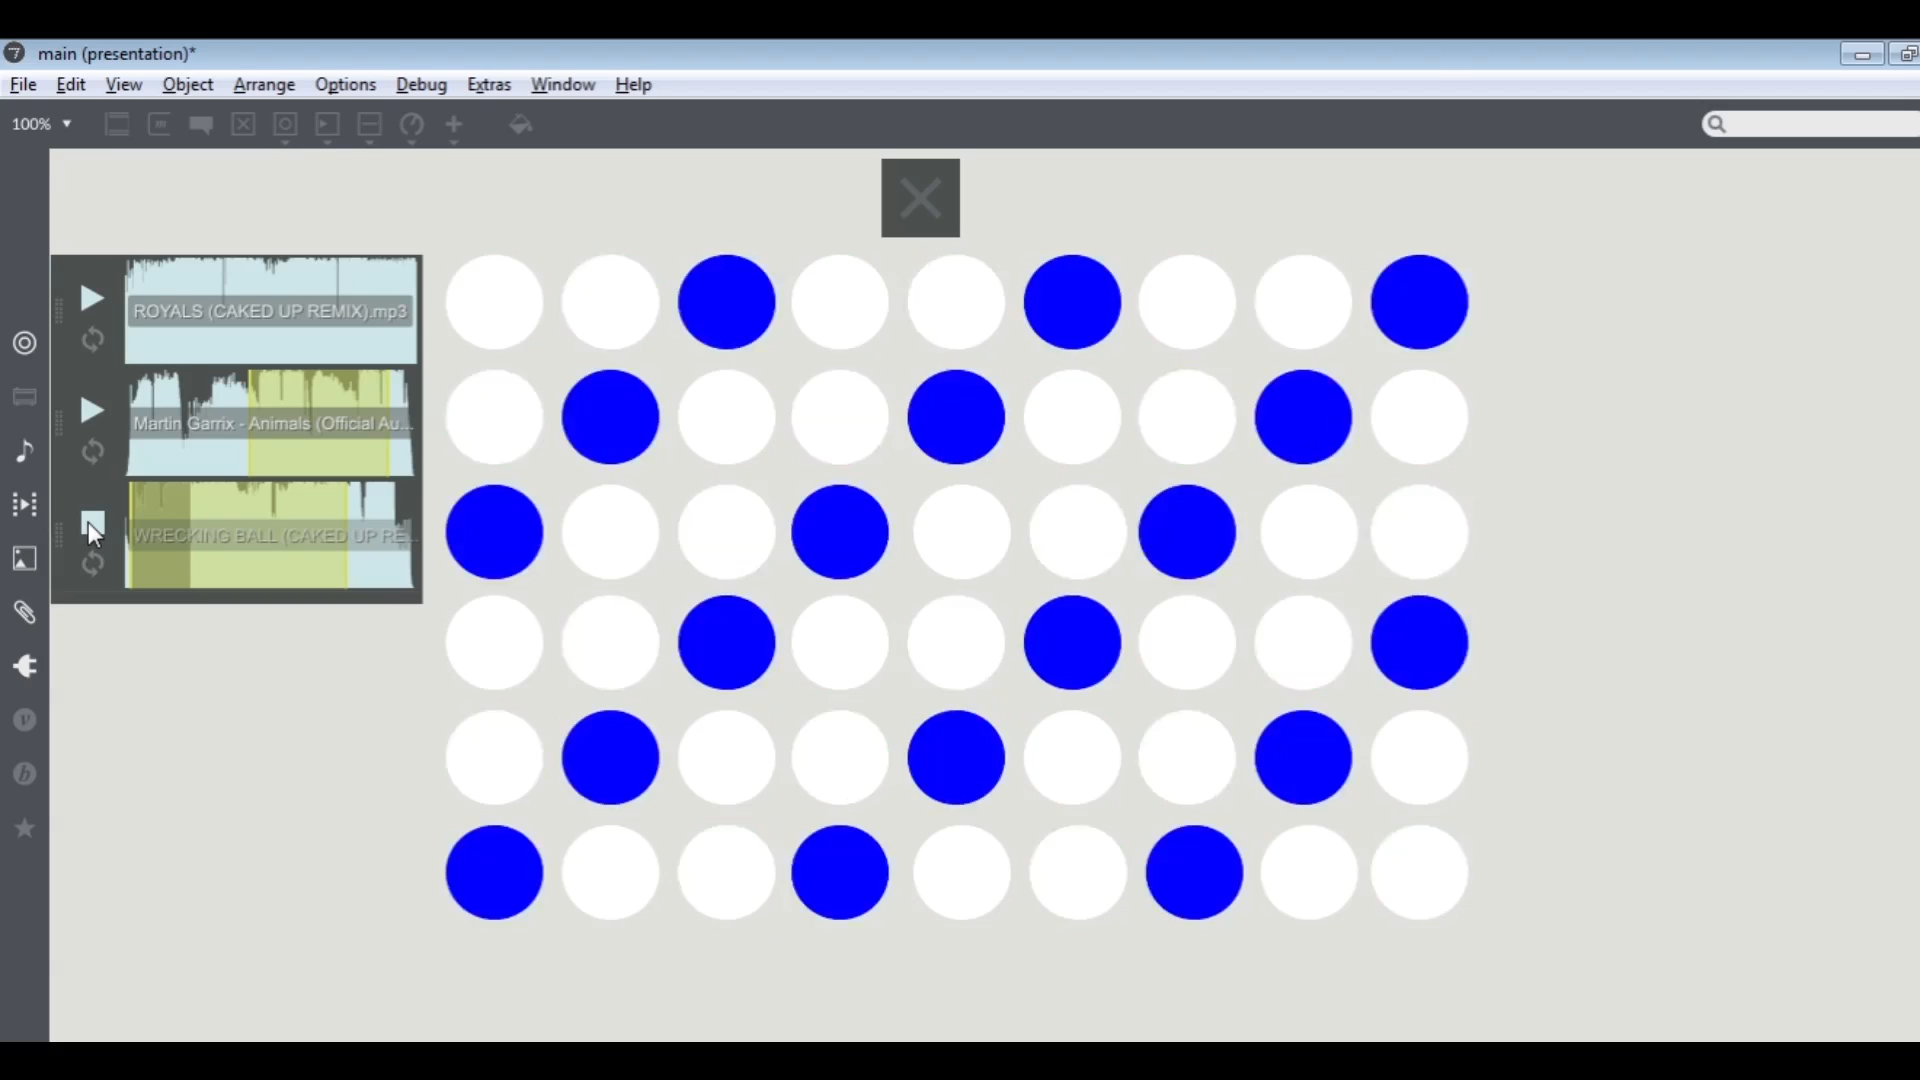 main (presentation)*
File Edit View Object Arrange Options Debug Extras Window Help
100%
ROYALS (CAKED UP REMIX).mp3
Martin Garrix - Animals (Official Au...
WRECKING BALL (CAKED UP RE...